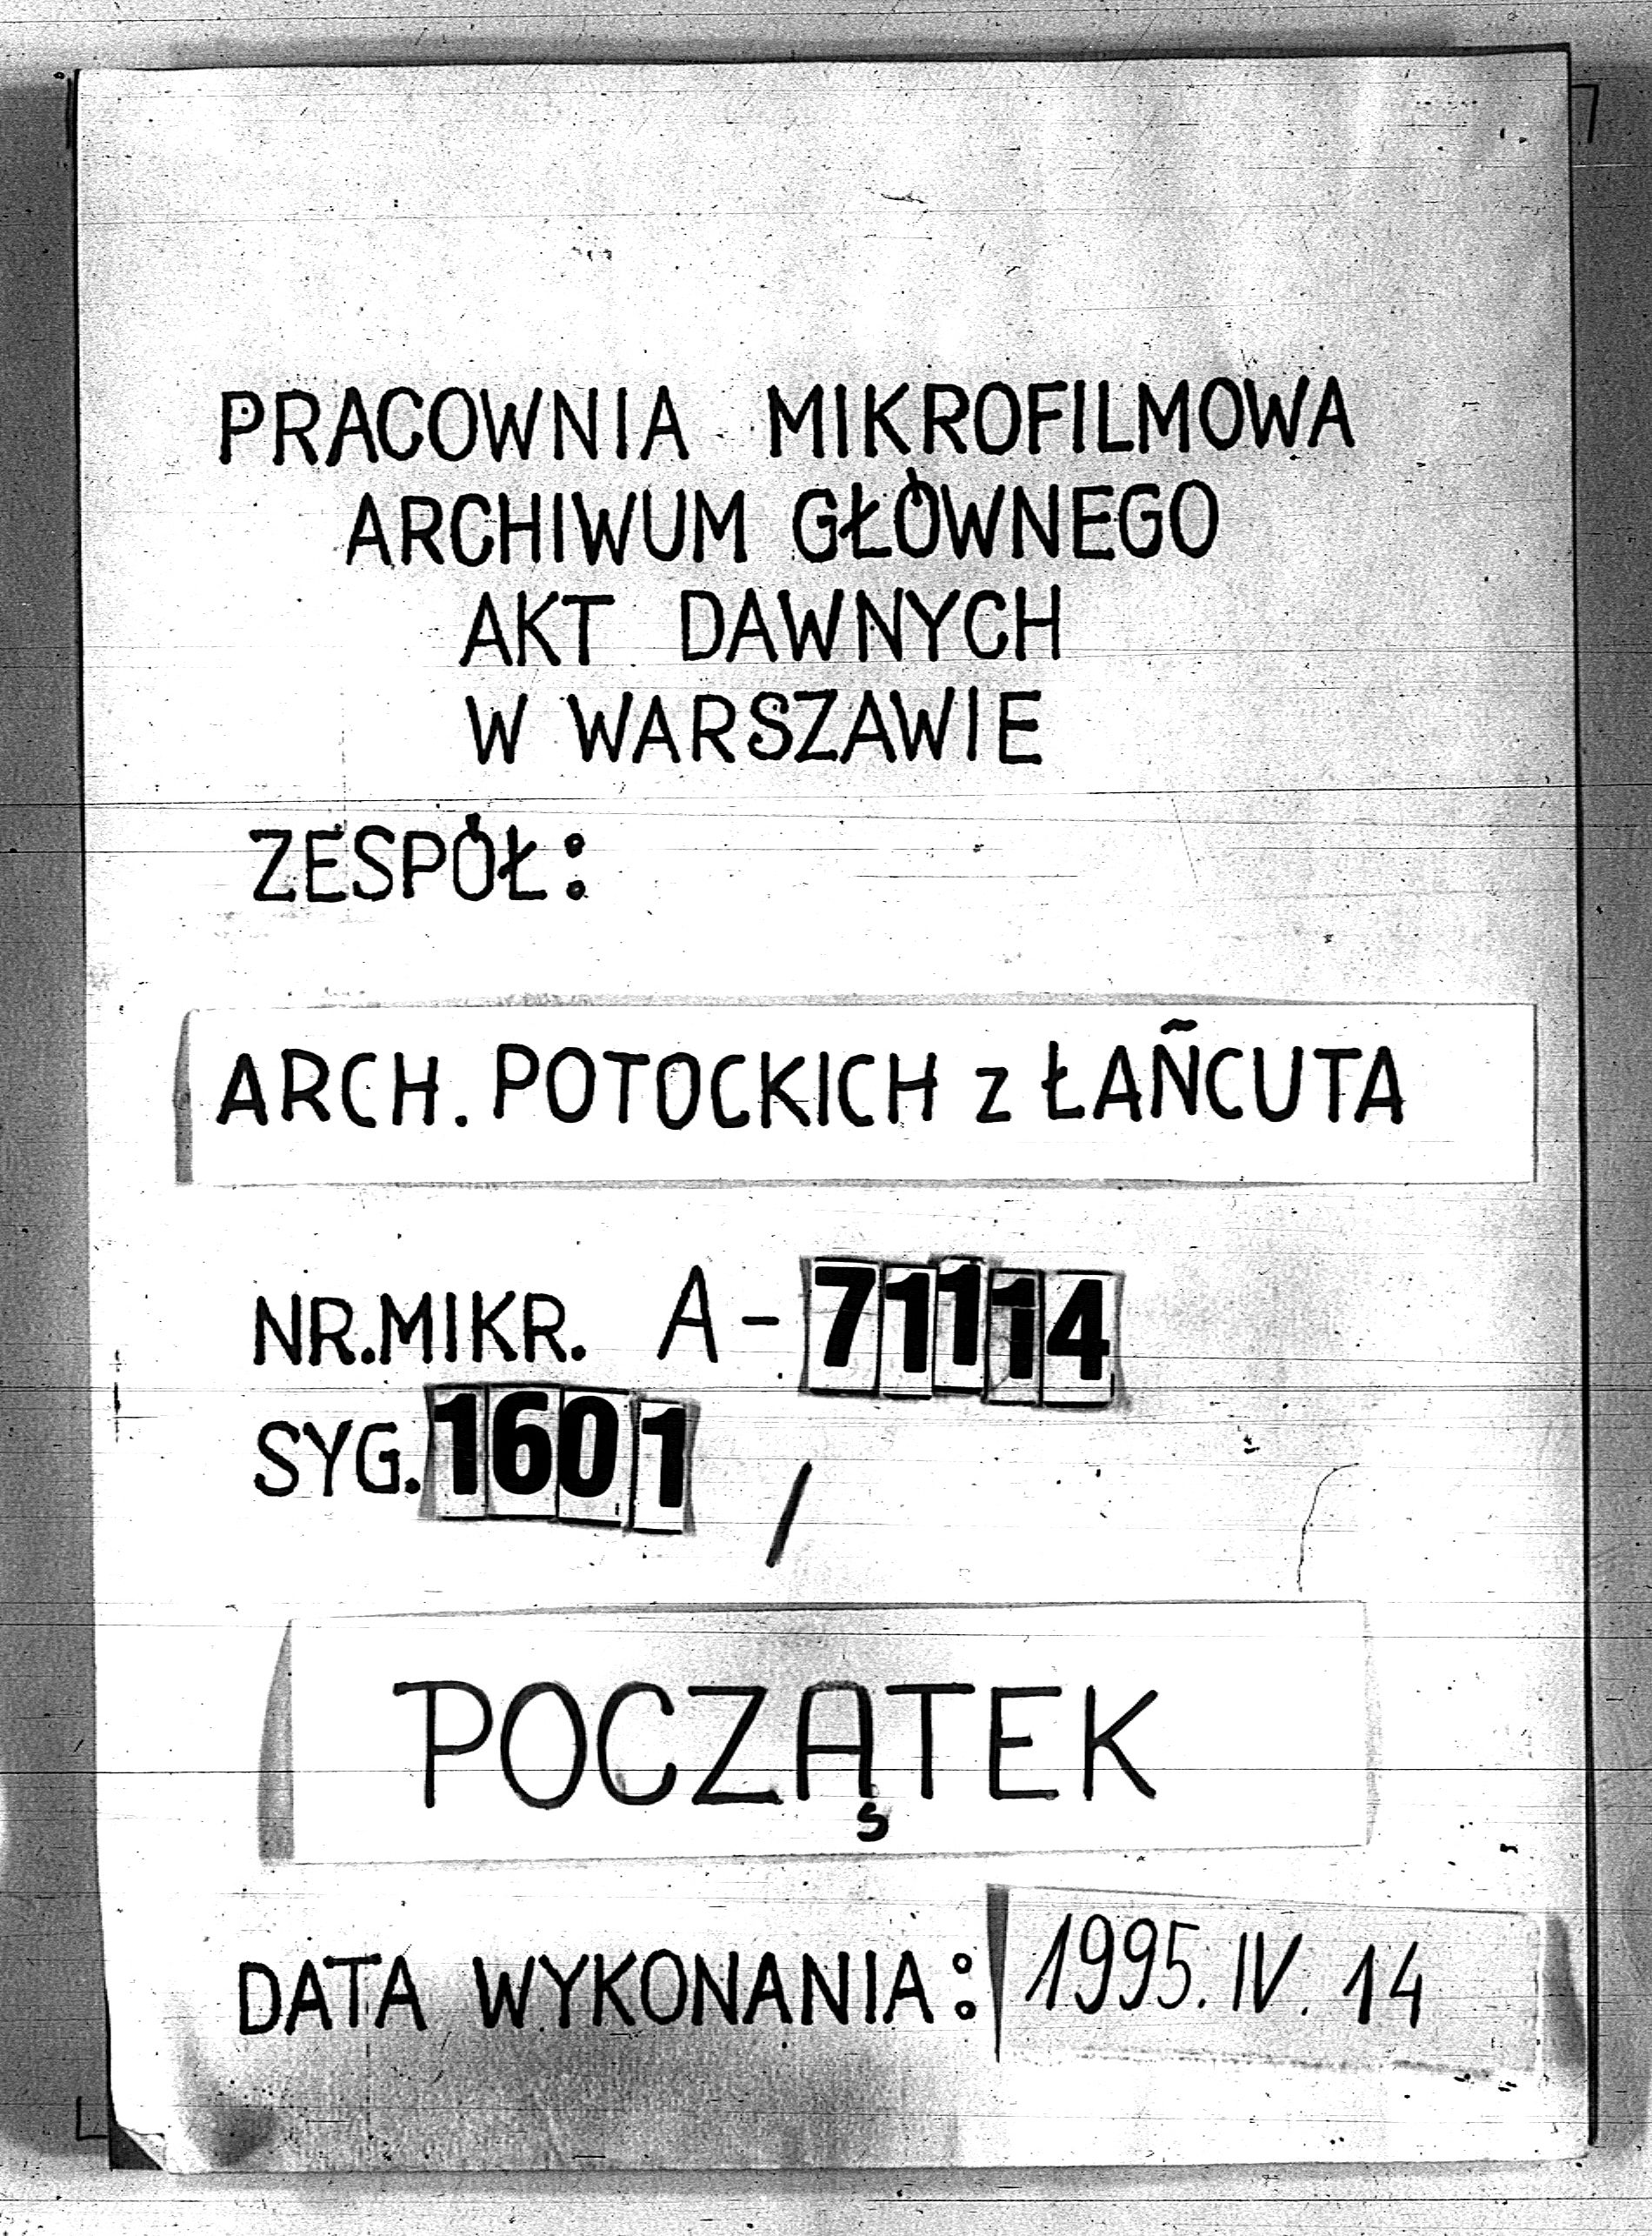 PRACOWNIA MIKROFILMOWA
ARCHIWUM GŁÓWNEGO
AKT DAWNYCH
W WARSZAWIE
ZESPÓŁ:
ARCH. POTOCKICH z ŁAÑCUTA
NR.MIKR. A-71114
SYG. 1601 /
POCZĄTEK
DATA WYKONANIA: 1995.IV.14